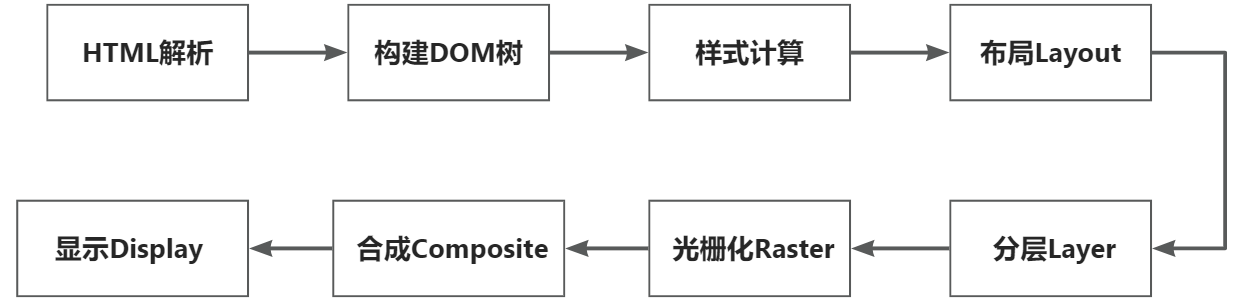 HTML解析
构建DOM树
样式计算
布局Layout
分层Layer
光栅化Raster
合成Composite
显示Display